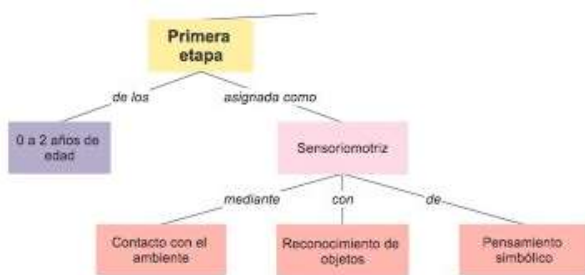 Primera
etapa
de los
asignada como
0 a 2 años de
edad
Sensoriomotriz
mediante
con
de
Contacto con el
ambiente
Reconocimiento de
objetos
Pensamiento
simbólico